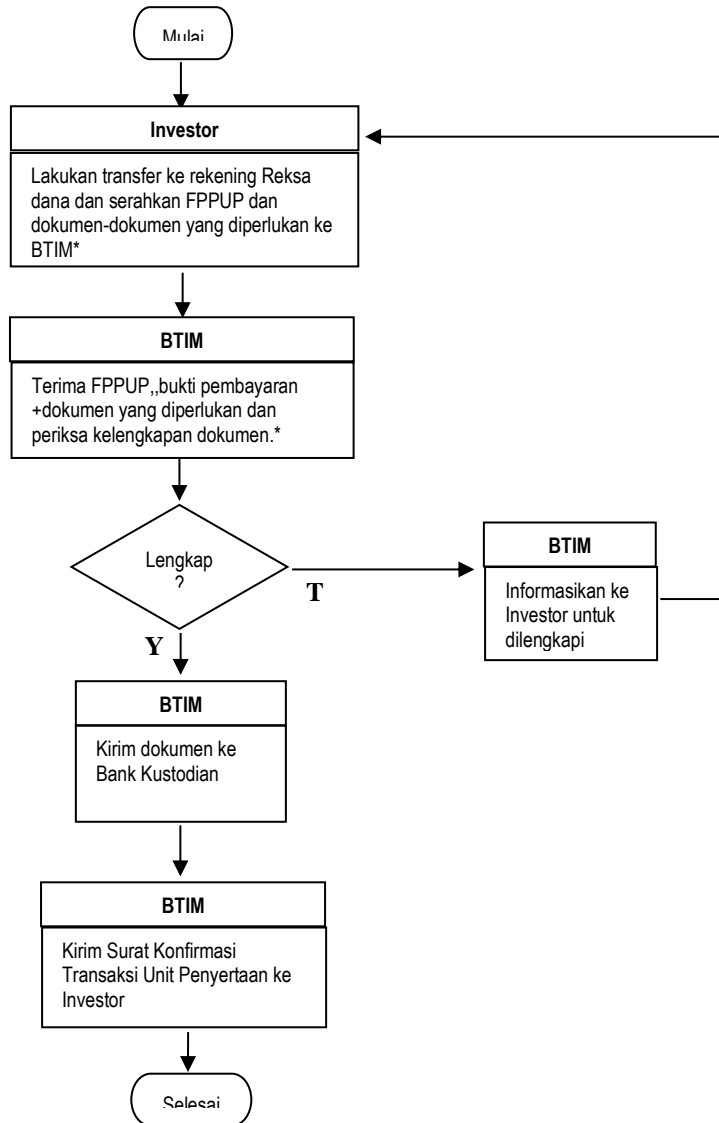 Mulai
Investor
Lakukan transfer ke rekening Reksa
dana dan serahkan FPPUP dan
dokumen-dokumen yang diperlukan ke
BTIM*
BTIM
Terima FPPUP,,bukti pembayaran
+dokumen yang diperlukan dan
periksa kelengkapan dokumen.*
Lengkap
?
T
BTIM
Informasikan ke
Investor untuk
dilengkapi
Y
BTIM
Kirim dokumen ke
Bank Kustodian
BTIM
Kirim Surat Konfirmasi
Transaksi Unit Penyertaan ke
Investor
Selesai